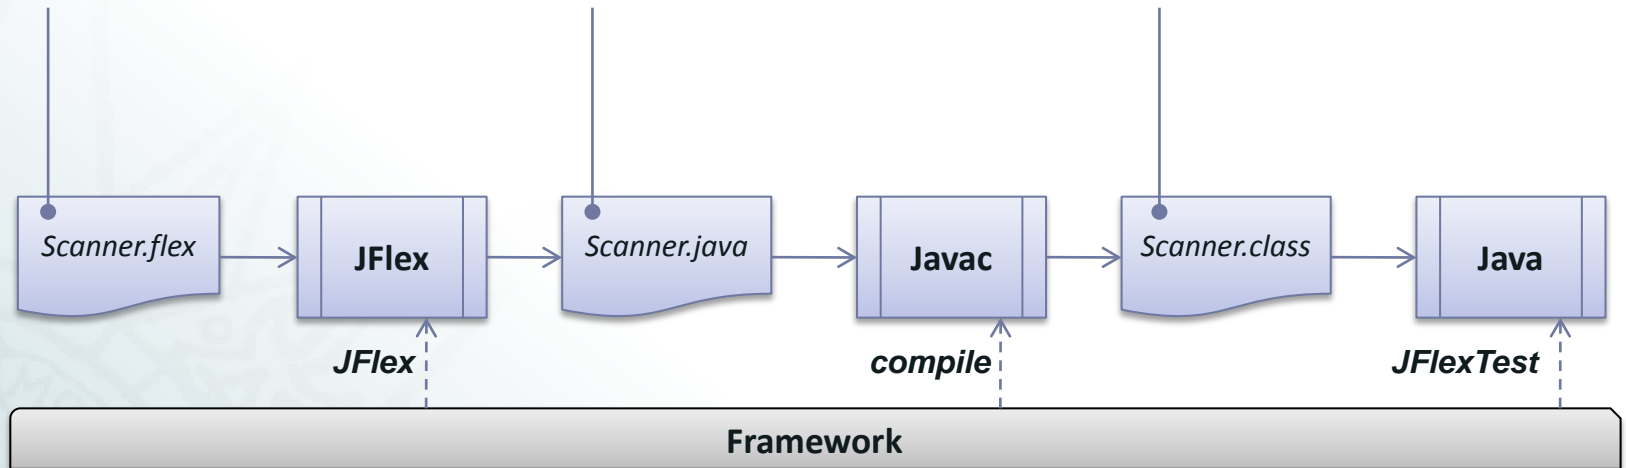 Scanner.flex
JFlex
Scanner.java
Javac
Scanner.class
Java
JFlex
compile
JFlexTest
Framework